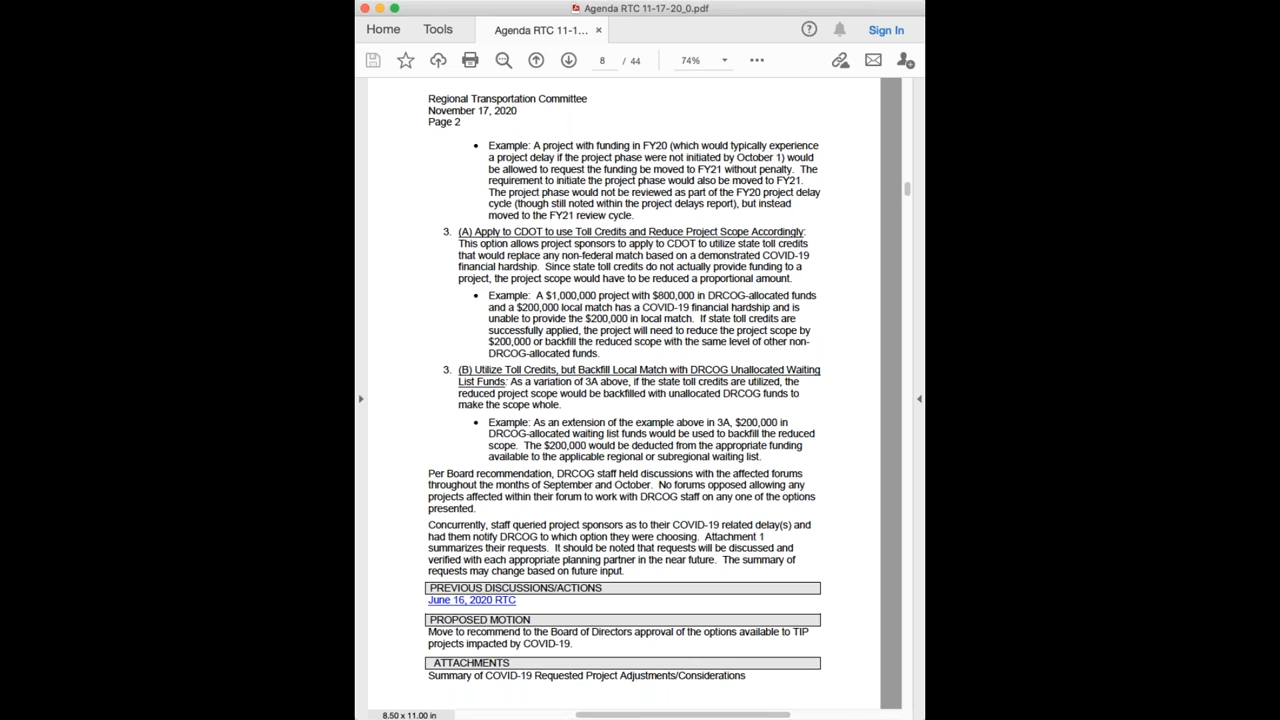 Agenda RTC 11-17-20_0.pdf
Home Tools Agenda RTC 11-1... × Sign In
8 / 44 74%
Regional Transportation Committee
November 17, 2020
Page 2
• Example: A project with funding in FY20 (which would typically experience
a project delay if the project phase were not initiated by October 1) would
be allowed to request the funding be moved to FY21 without penalty. The
requirement to initiate the project phase would also be moved to FY21.
The project phase would not be reviewed as part of the FY20 project delay
cycle (though still noted within the project delays report), but instead
moved to the FY21 review cycle.
3. (A) Apply to CDOT to use Toll Credits and Reduce Project Scope Accordingly:
This option allows project sponsors to apply to CDOT to utilize state toll credits
that would replace any non-federal match based on a demonstrated COVID-19
financial hardship. Since state toll credits do not actually provide funding to a
project, the project scope would have to be reduced a proportional amount.
• Example: A $1,000,000 project with $800,000 in DRCOG-allocated funds
and a $200,000 local match has a COVID-19 financial hardship and is
unable to provide the $200,000 in local match. If state toll credits are
successfully applied, the project will need to reduce the project scope by
$200,000 or backfill the reduced scope with the same level of other non-
DRCOG-allocated funds.
3. (B) Utilize Toll Credits, but Backfill Local Match with DRCOG Unallocated Waiting
List Funds: As a variation of 3A above, if the state toll credits are utilized, the
reduced project scope would be backfilled with unallocated DRCOG funds to
make the scope whole.
• Example: As an extension of the example above in 3A, $200,000 in
DRCOG-allocated waiting list funds would be used to backfill the reduced
scope. The $200,000 would be deducted from the appropriate funding
available to the applicable regional or subregional waiting list.
Per Board recommendation, DRCOG staff held discussions with the affected forums
throughout the months of September and October. No forums opposed allowing any
projects affected within their forum to work with DRCOG staff on any one of the options
presented.
Concurrently, staff queried project sponsors as to their COVID-19 related delay(s) and
had them notify DRCOG to which option they were choosing. Attachment 1
summarizes their requests. It should be noted that requests will be discussed and
verified with each appropriate planning partner in the near future. The summary of
requests may change based on future input.
PREVIOUS DISCUSSIONS/ACTIONS
June 16, 2020 RTC
PROPOSED MOTION
Move to recommend to the Board of Directors approval of the options available to TIP
projects impacted by COVID-19.
ATTACHMENTS
Summary of COVID-19 Requested Project Adjustments/Considerations
8.50 x 11.00 in